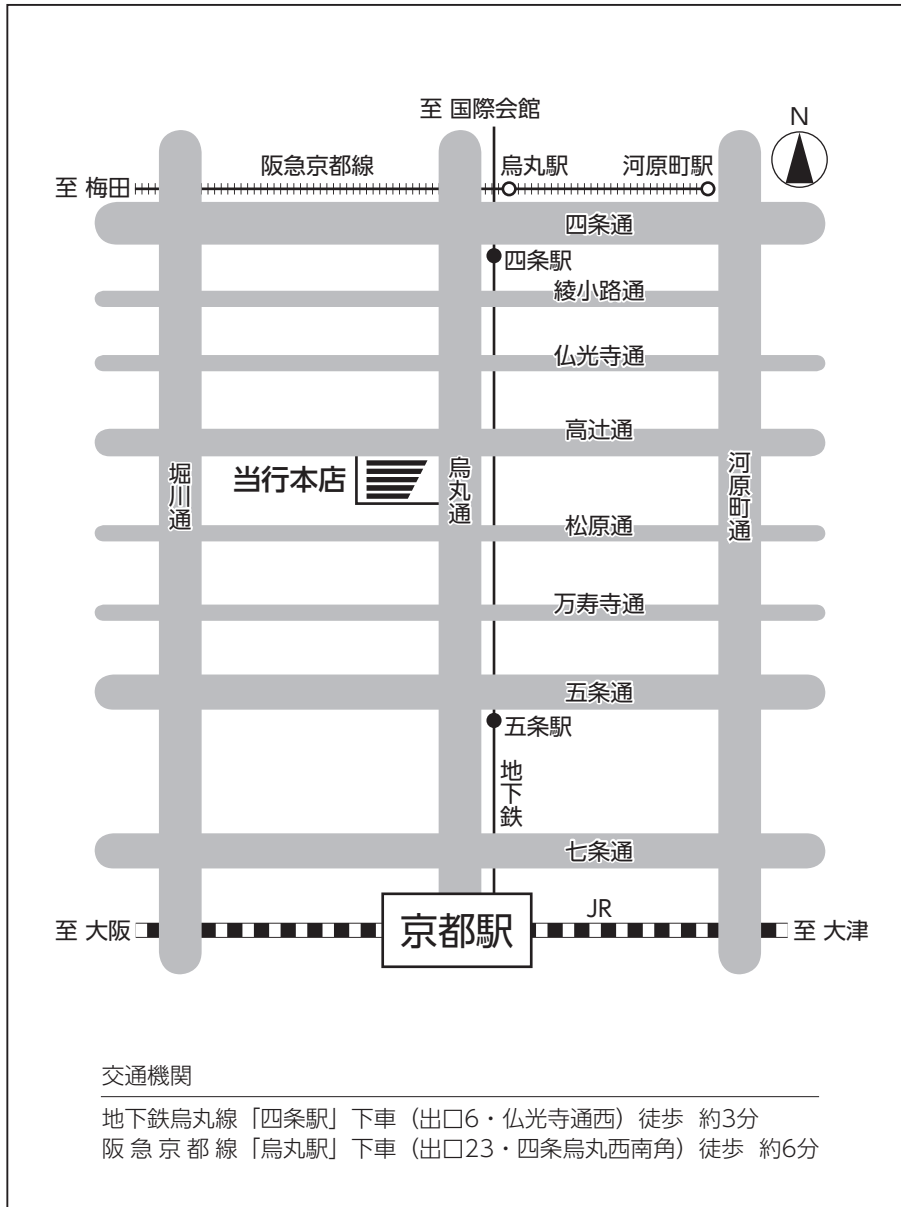 至 国際会館
N
阪急京都線
烏丸駅
河原町駅
至 梅田
四条通
四条駅
綾小路通
仏光寺通
高辻通
当行本店
堀川通
烏丸通
河原町通
松原通
万寿寺通
五条通
五条駅
地下鉄
七条通
JR
至 大阪
京都駅
至 大津
交通機関
地下鉄烏丸線「四条駅」下車（出口6・仏光寺通西）徒歩 約3分
阪急京都線「烏丸駅」下車（出口23・四条烏丸西南角）徒歩 約6分